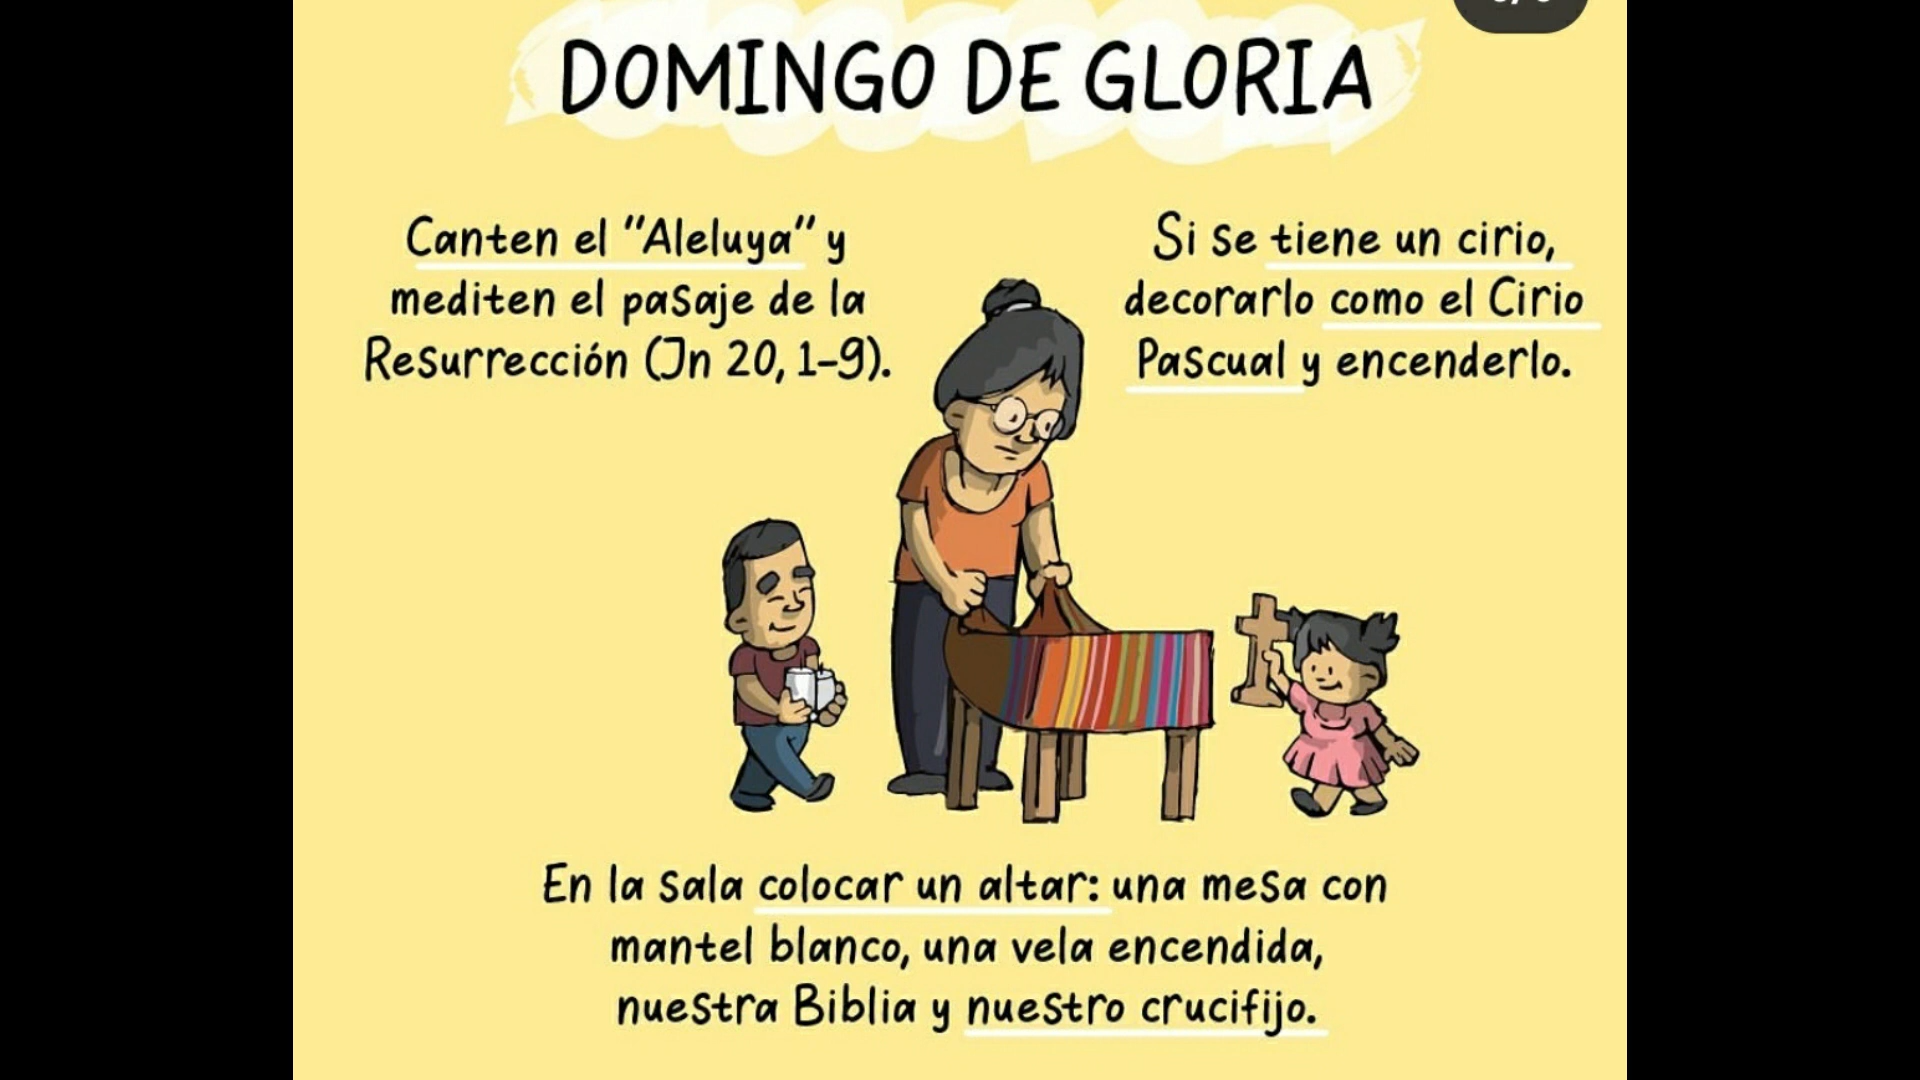 DOMINGO DE GLORIA
Canten el "Aleluya" y
mediten el pasaje de la
Resurrección (Jn 20, 1-9).
Si se tiene un cirio,
decorarlo como el Cirio
Pascual y encenderlo.
En la sala colocar un altar: una mesa con
mantel blanco, una vela encendida,
nuestra Biblia y nuestro crucifijo.